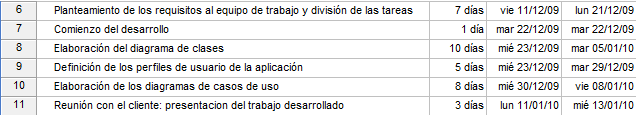 6 Planteamiento de los requisitos al equipo de trabajo y división de las tareas 7 días vie 11/12/09 lun 21/12/09
7 Comienzo del desarrollo 1 día mar 22/12/09 mar 22/12/09
8 Elaboración del diagrama de clases 10 días mié 23/12/09 mar 05/01/10
9 Definición de los perfiles de usuario de la aplicación 5 días mié 23/12/09 mar 29/12/09
10 Elaboración de los diagramas de casos de uso 8 días mié 30/12/09 vie 08/01/10
11 Reunión con el cliente: presentacion del trabajo desarrollado 3 días lun 11/01/10 mié 13/01/10